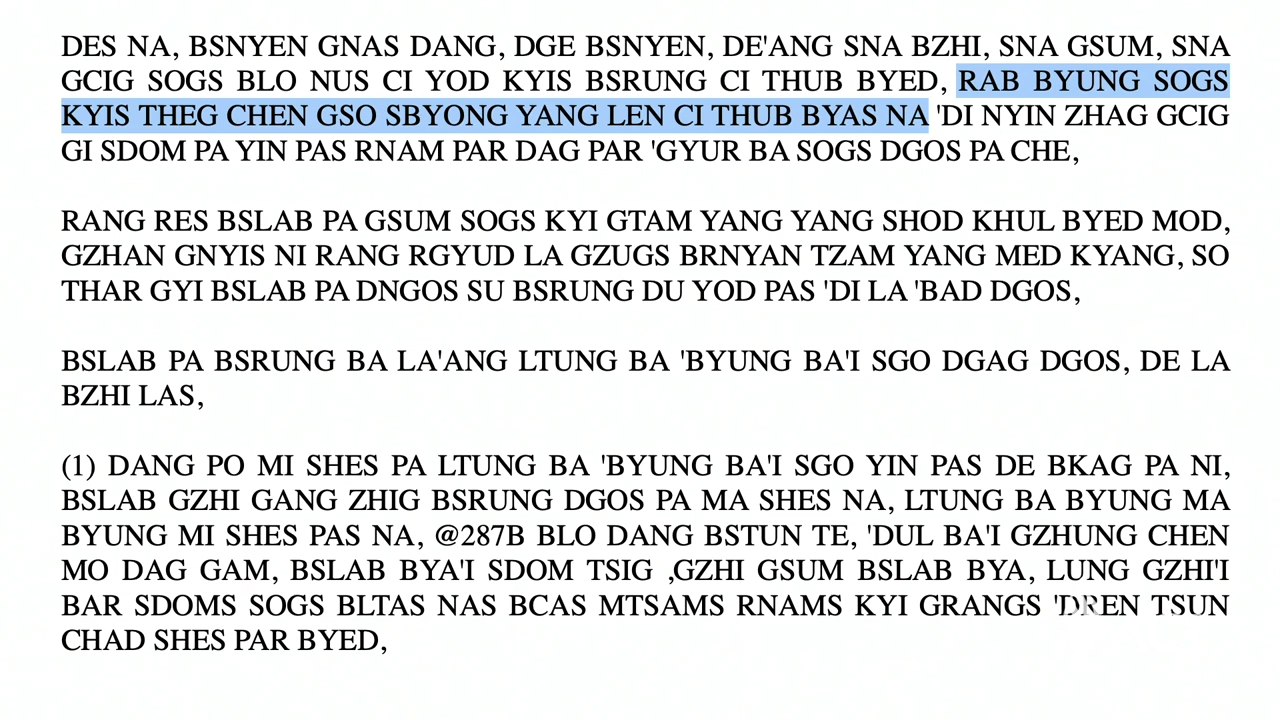 DES NA, BSNYEN GNAS DANG, DGE BSNYEN, DE'ANG SNA BZHI, SNA GSUM, SNA
GCIG SOGS BLO NUS CI YOD KYIS BSRUNG CI THUB BYED, RAB BYUNG SOGS
KYIS THEG CHEN GSO SBYONG YANG LEN CI THUB BYAS NA 'DI NYIN ZHAG GCIG
GI SDOM PA YIN PAS RNAM PAR DAG PAR 'GYUR BA SOGS DGOS PA CHE,
RANG RES BSLAB PA GSUM SOGS KYI GTAM YANG YANG SHOD KHUL BYED MOD,
GZHAN GNYIS NI RANG RGYUD LA GZUGS BRNYAN TZAM YANG MED KYANG, SO
THAR GYI BSLAB PA DNGOS SU BSRUNG DU YOD PAS 'DI LA 'BAD DGOS,
BSLAB PA BSRUNG BA LA'ANG LTUNG BA 'BYUNG BA'I SGO DGAG DGOS, DE LA
BZHI LAS,
(1) DANG PO MI SHES PA LTUNG BA 'BYUNG BA'I SGO YIN PAS DE BKAG PA NI,
BSLAB GZHI GANG ZHIG BSRUNG DGOS PA MA SHES NA, LTUNG BA BYUNG MA
BYUNG MI SHES PAS NA, @287B BLO DANG BSTUN TE, 'DUL BA'I GZHUNG CHEN
MO DAG GAM, BSLAB BYA'I SDOM TSIG ,GZHI GSUM BSLAB BYA, LUNG GZHI'I
BAR SDOMS SOGS BLTAS NAS BCAS MTSAMS RNAMS KYI GRANGS 'DREN TSUN
CHAD SHES PAR BYED,